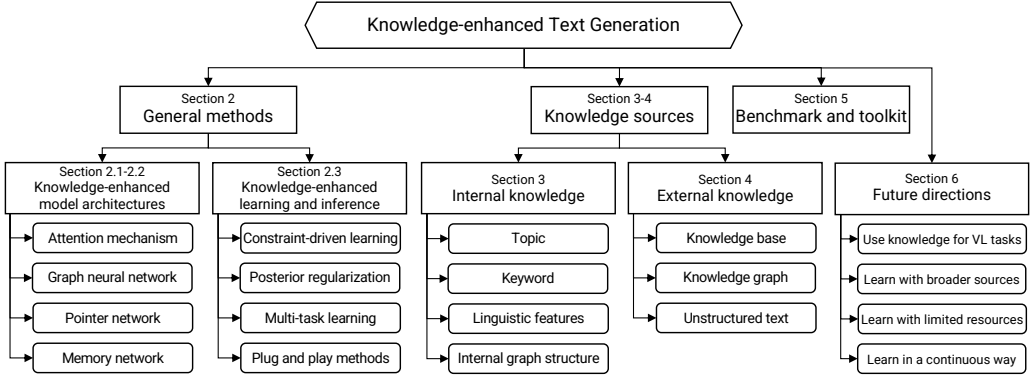 Knowledge-enhanced Text Generation
Section 2
General methods
Section 3-4
Knowledge sources
Section 5
Benchmark and toolkit
Section 2.1-2.2
Knowledge-enhanced
model architectures
Attention mechanism
Graph neural network
Pointer network
Memory network
Section 2.3
Knowledge-enhanced
learning and inference
Constraint-driven learning
Posterior regularization
Multi-task learning
Plug and play methods
Section 3
Internal knowledge
Topic
Keyword
Linguistic features
Internal graph structure
Section 4
External knowledge
Knowledge base
Knowledge graph
Unstructured text
Section 6
Future directions
Use knowledge for VL tasks
Learn with broader sources
Learn with limited resources
Learn in a continuous way